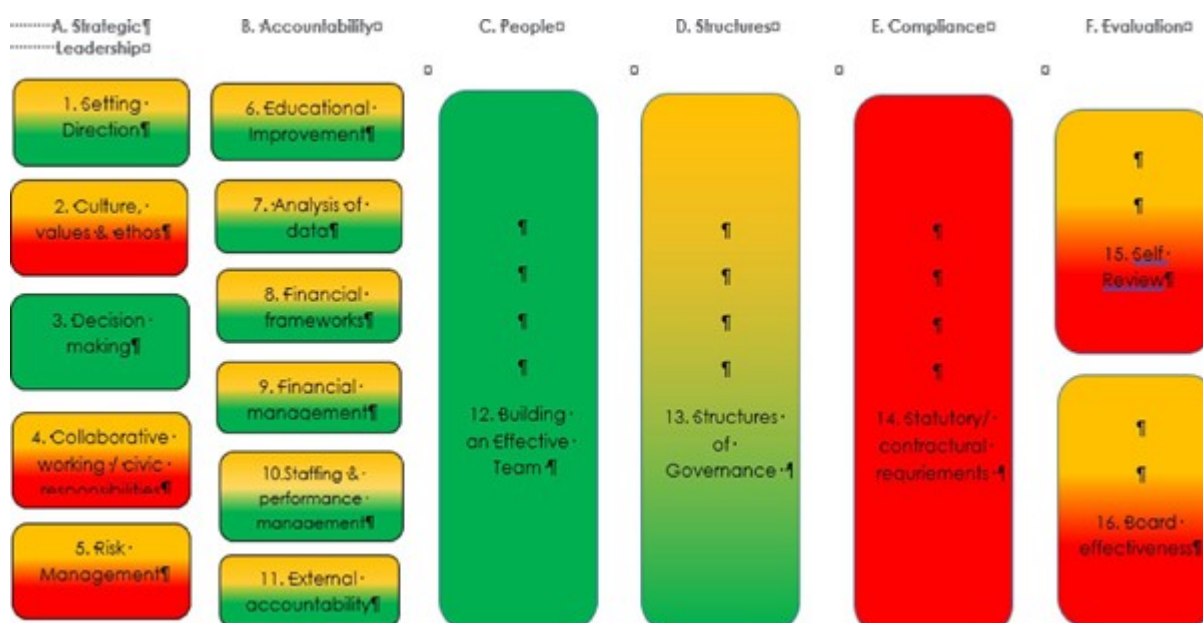 A. Strategic¶
Leadership¤
B. Accountability¤
C. People¤
D. Structures¤
E. Compliance¤
F. Evaluation¤
1. Setting·
Direction¶
2. Culture,·
values & ethos¶
3. Decision·
making¶
4. Collaborative·
working / civic·
responsibilities¶
5. Risk·
Management¶
6. Educational·
Improvement¶
7. Analysis of·
data¶
8. Financial·
frameworks¶
9. Financial·
management¶
10.Staffing &·
performance·
management¶
11. External·
accountability¶
12. Building·
an Effective·
Team ¶
13. Structures
of·
Governance·¶
14. Statutory/·
contractural·
requriements·¶
15. Self·
Review¶
16. Board·
effectiveness¶